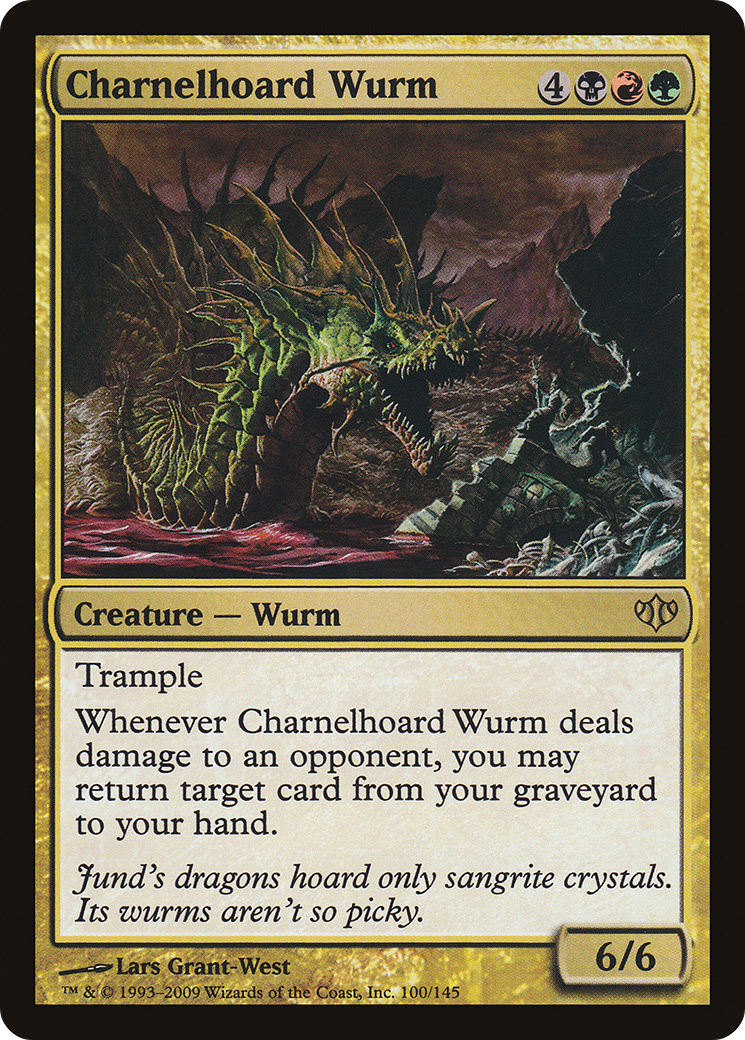 Charnelhoard Wurm 4
Creature — Wurm
Trample
Whenever Charnelhoard Wurm deals
damage to an opponent, you may
return target card from your graveyard
to your hand.
Jund's dragons hoard only sangrite crystals.
Its wurms aren't so picky.
6/6
Lars Grant-West
™ & © 1993–2009 Wizards of the Coast, Inc. 100/145